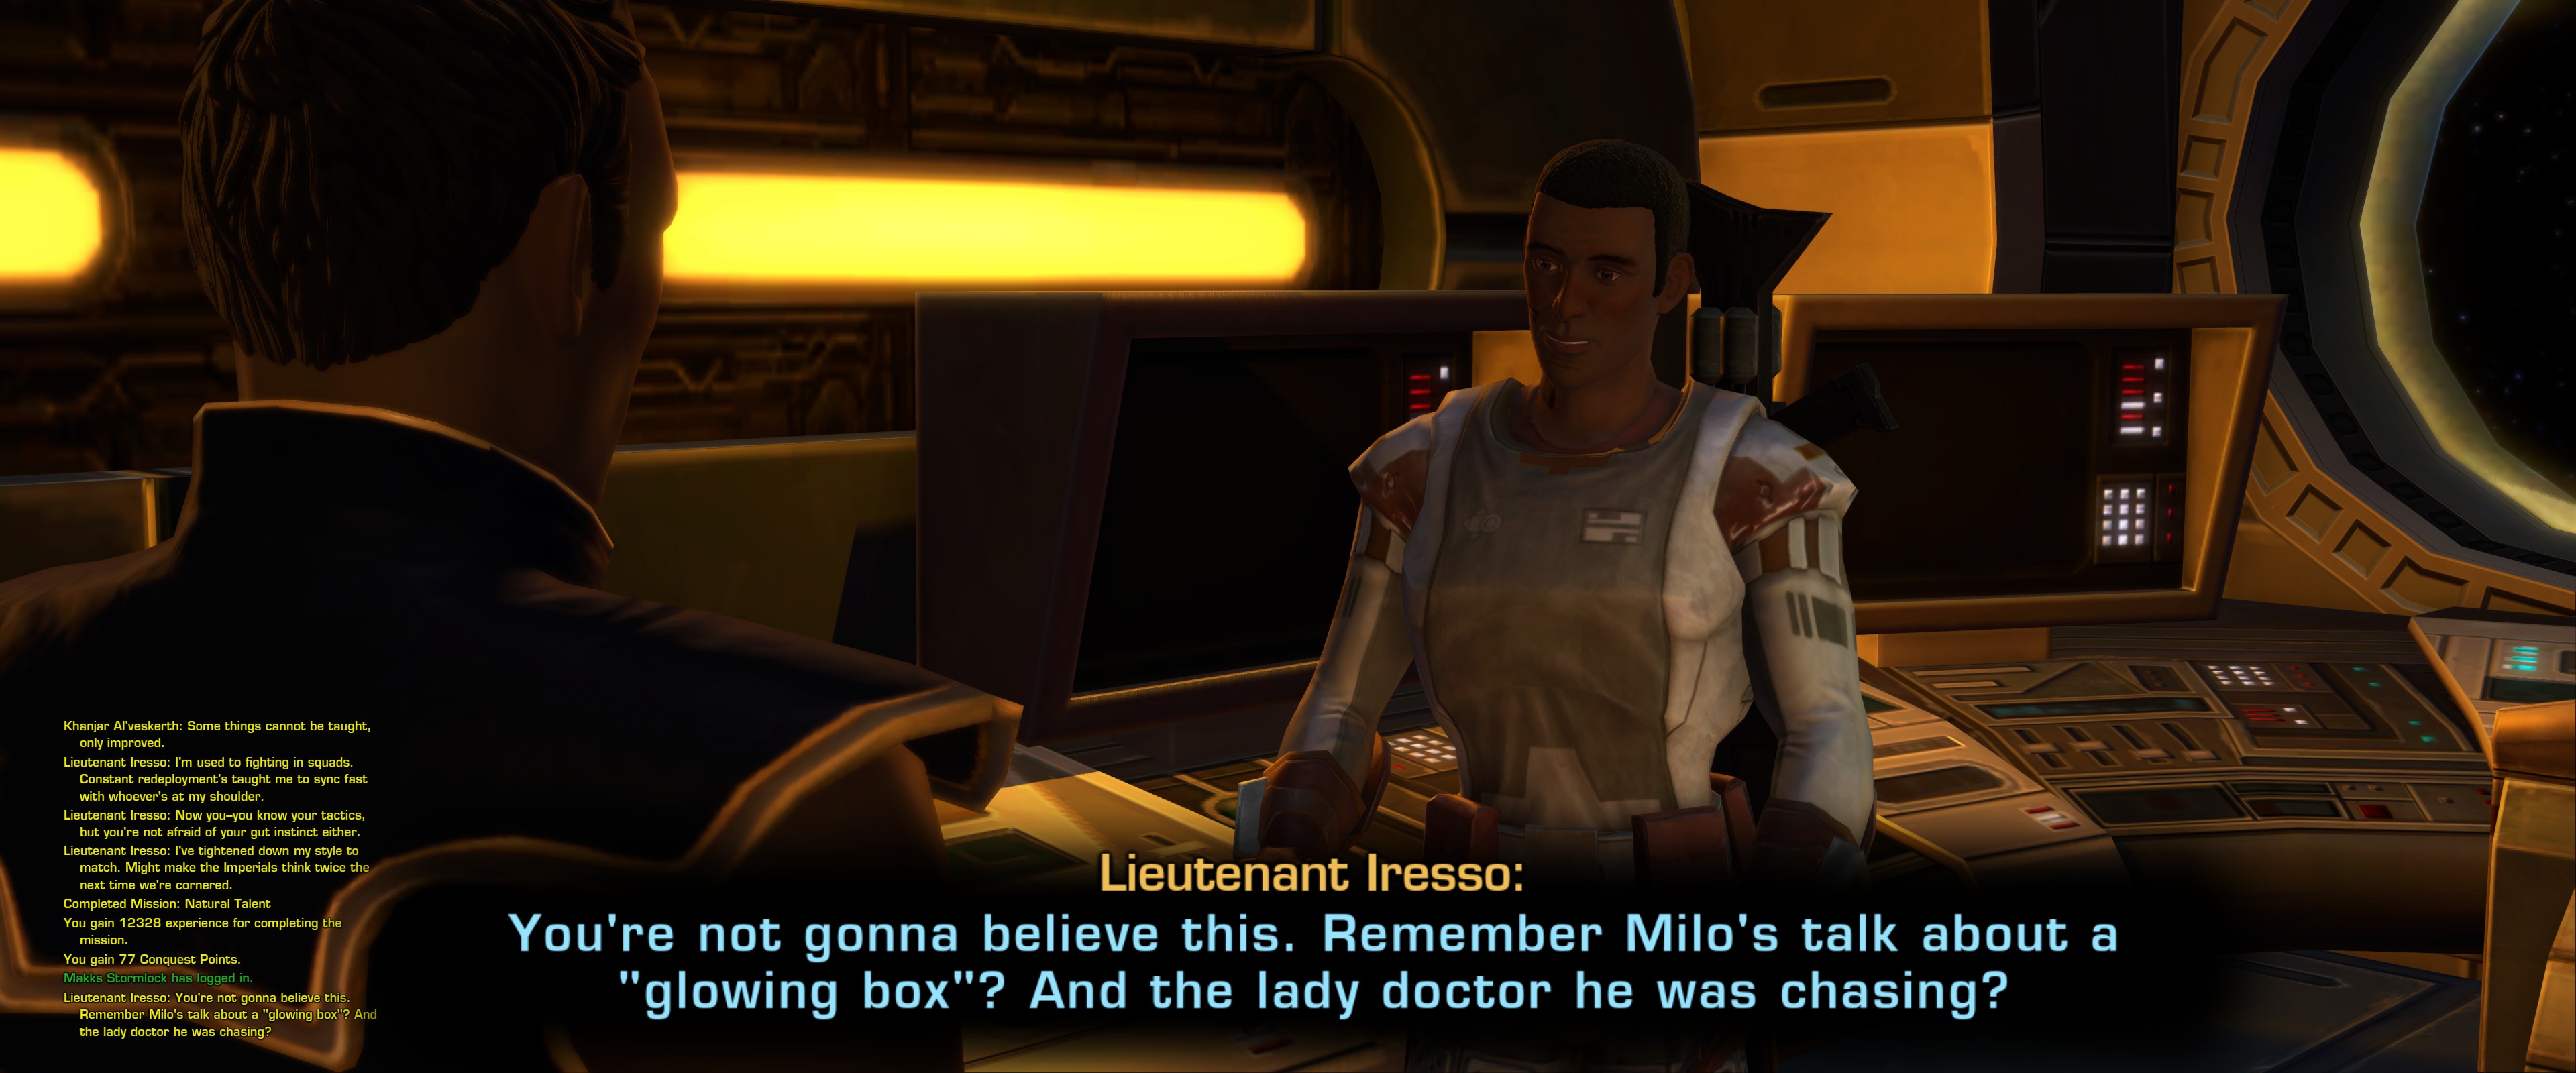 Khanjar Al'veskerth: Some things cannot be taught,
only improved.
Lieutenant Iresso: I'm used to fighting in squads.
Constant redeployment's taught me to sync fast
with whoever's at my shoulder.
Lieutenant Iresso: Now you–you know your tactics,
but you're not afraid of your gut instinct either.
Lieutenant Iresso: I've tightened down my style to
match. Might make the Imperials think twice the
next time we're cornered.
Completed Mission: Natural Talent
You gain 12328 experience for completing the
mission.
You gain 77 Conquest Points.
Makks Stormlock has logged in.
Lieutenant Iresso: You're not gonna believe this.
Remember Milo's talk about a "glowing box"? And
the lady doctor he was chasing?
Lieutenant Iresso:
You're not gonna believe this. Remember Milo's talk about a
"glowing box"? And the lady doctor he was chasing?